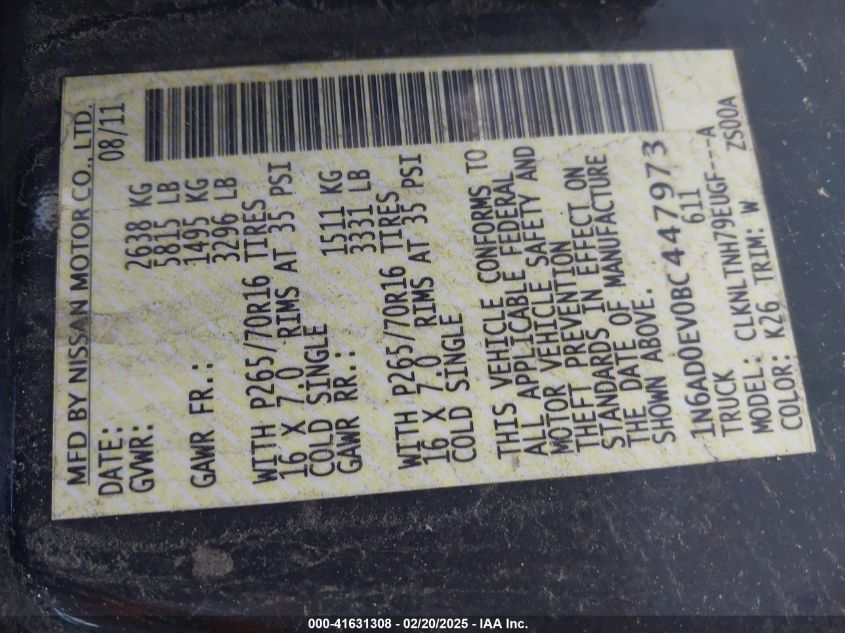 MFD BY NISSAN MOTOR CO., LTD.
DATE: 08/11
GVWR: 2638 KG
5815 LB
GAWR FR.: 1495 KG
3296 LB
WITH P265/70R16 TIRES
16 X 7.0 RIMS AT 35 PSI
COLD SINGLE
GAWR RR.: 1511 KG
3331 LB
WITH P265/70R16 TIRES
16 X 7.0 RIMS AT 35 PSI
COLD SINGLE
THIS VEHICLE CONFORMS TO
ALL APPLICABLE FEDERAL
MOTOR VEHICLE SAFETY AND
THEFT PREVENTION
STANDARDS IN EFFECT ON
THE DATE OF MANUFACTURE
SHOWN ABOVE.
1N6AD0EV0BC447973
TRUCK 611
MODEL: CLKNLTNH79EUGF---A
COLOR: K26 TRIM: W ZS00A
000-41631308 - 02/20/2025 - IAA Inc.